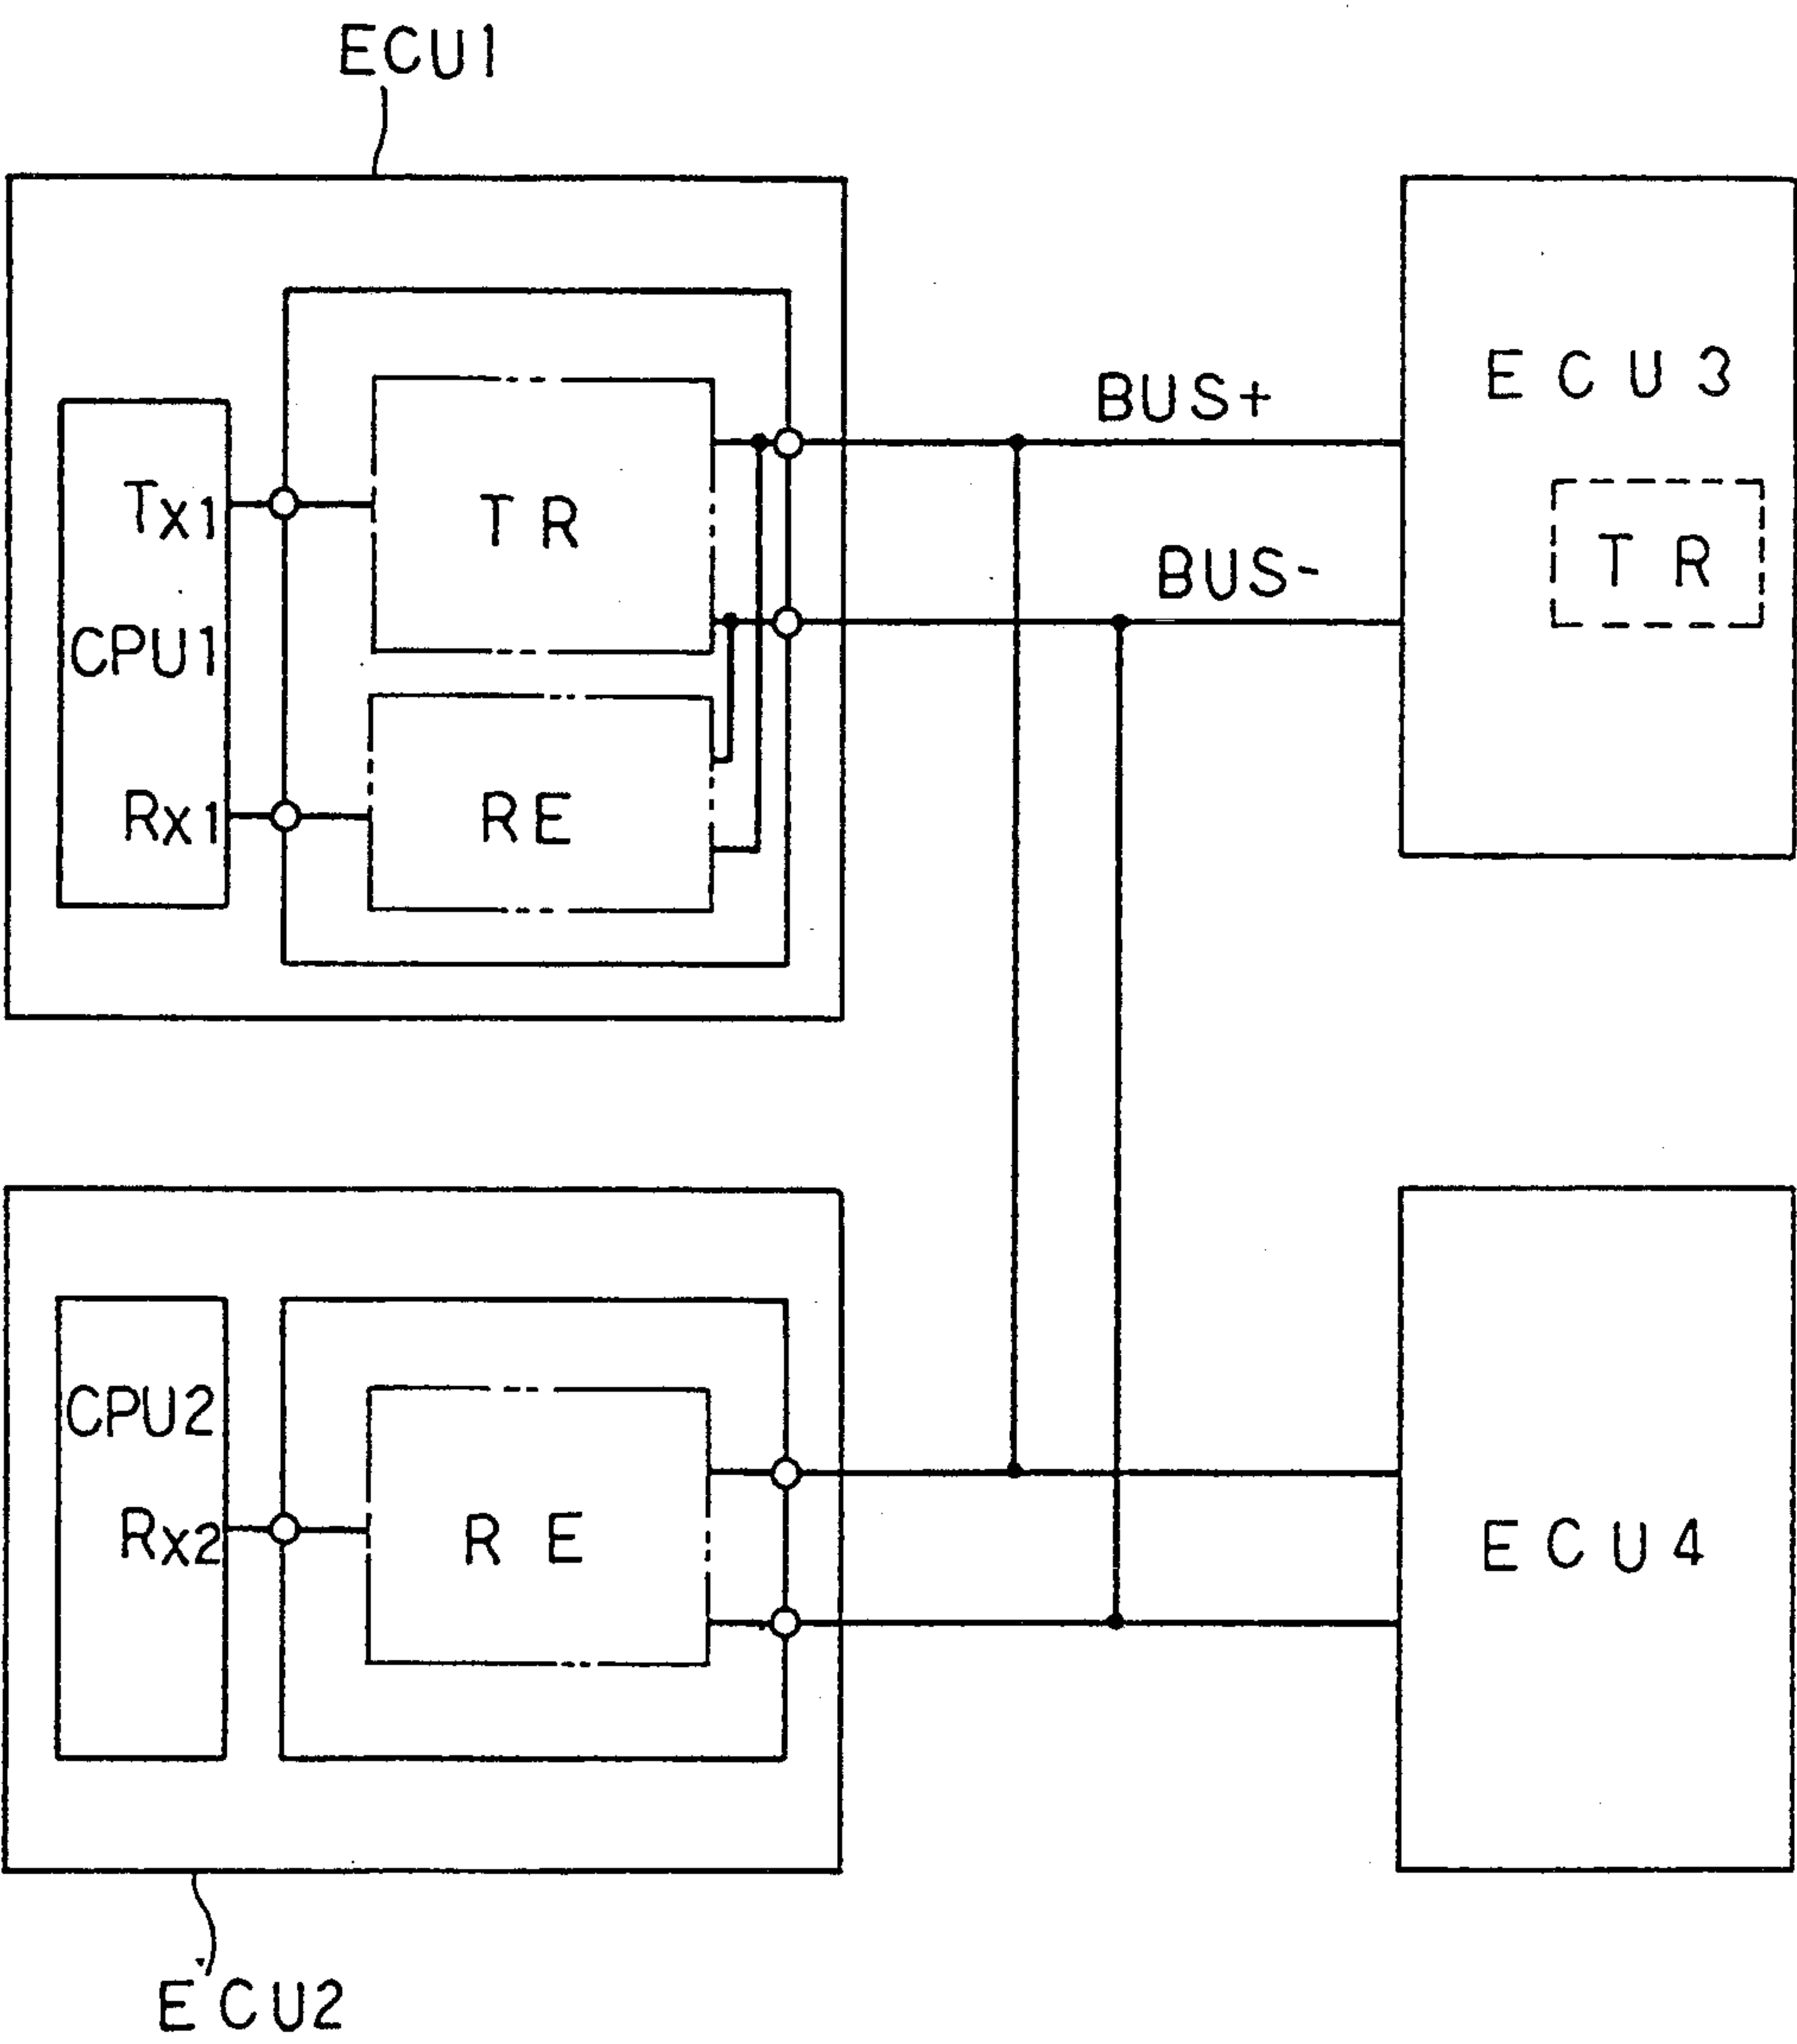 ECU1
BUS+
ECU3
Tx1
TR
BUS-
TR
CPU1
Rx1
RE
CPU2
Rx2
RE
ECU4
ECU2